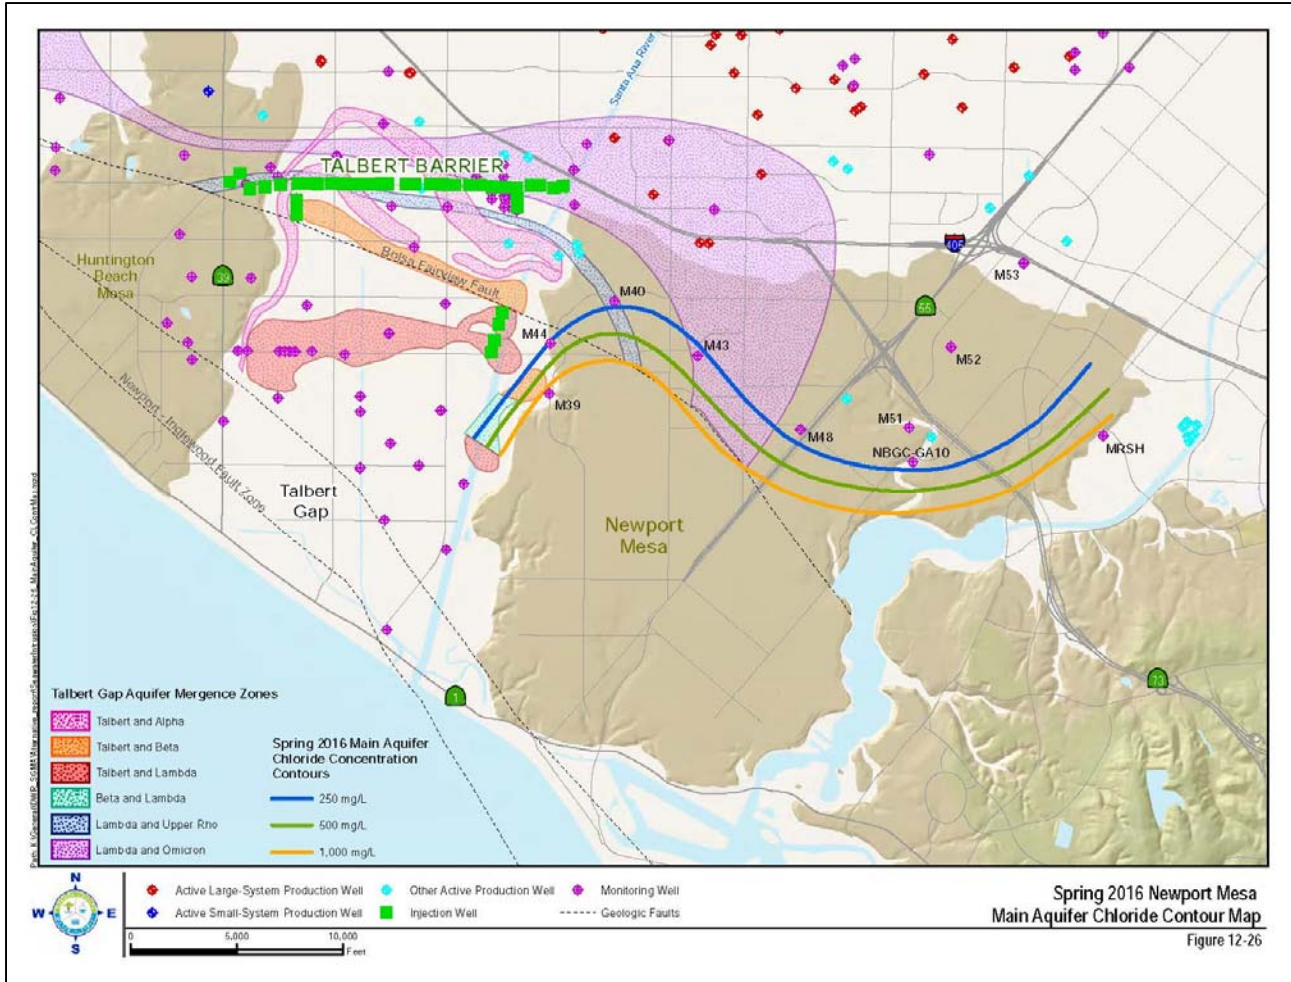 Santa Ana River
TALBERT BARRIER
Huntington
Beach
Mesa
39
Bolsa Fairview Fault
405
M53
55
M40
M44
M43
M52
M39
Newport - Inglewood Fault Zone
M48
M51
NBGC-GA10
MRSH
Talbert
Gap
Newport
Mesa
73
1
Talbert Gap Aquifer Mergence Zones
Talbert and Alpha
Talbert and Beta
Talbert and Lambda
Beta and Lambda
Lambda and Upper Rho
Lambda and Omicron
Spring 2016 Main Aquifer
Chloride Concentration
Contours
250 mg/L
500 mg/L
1,000 mg/L
N
W
E
S
Active Large-System Production Well
Other Active Production Well
Monitoring Well
Active Small-System Production Well
Injection Well
Geologic Faults
0
5,000
10,000
Feet
Spring 2016 Newport Mesa
Main Aquifer Chloride Contour Map
Figure 12-26